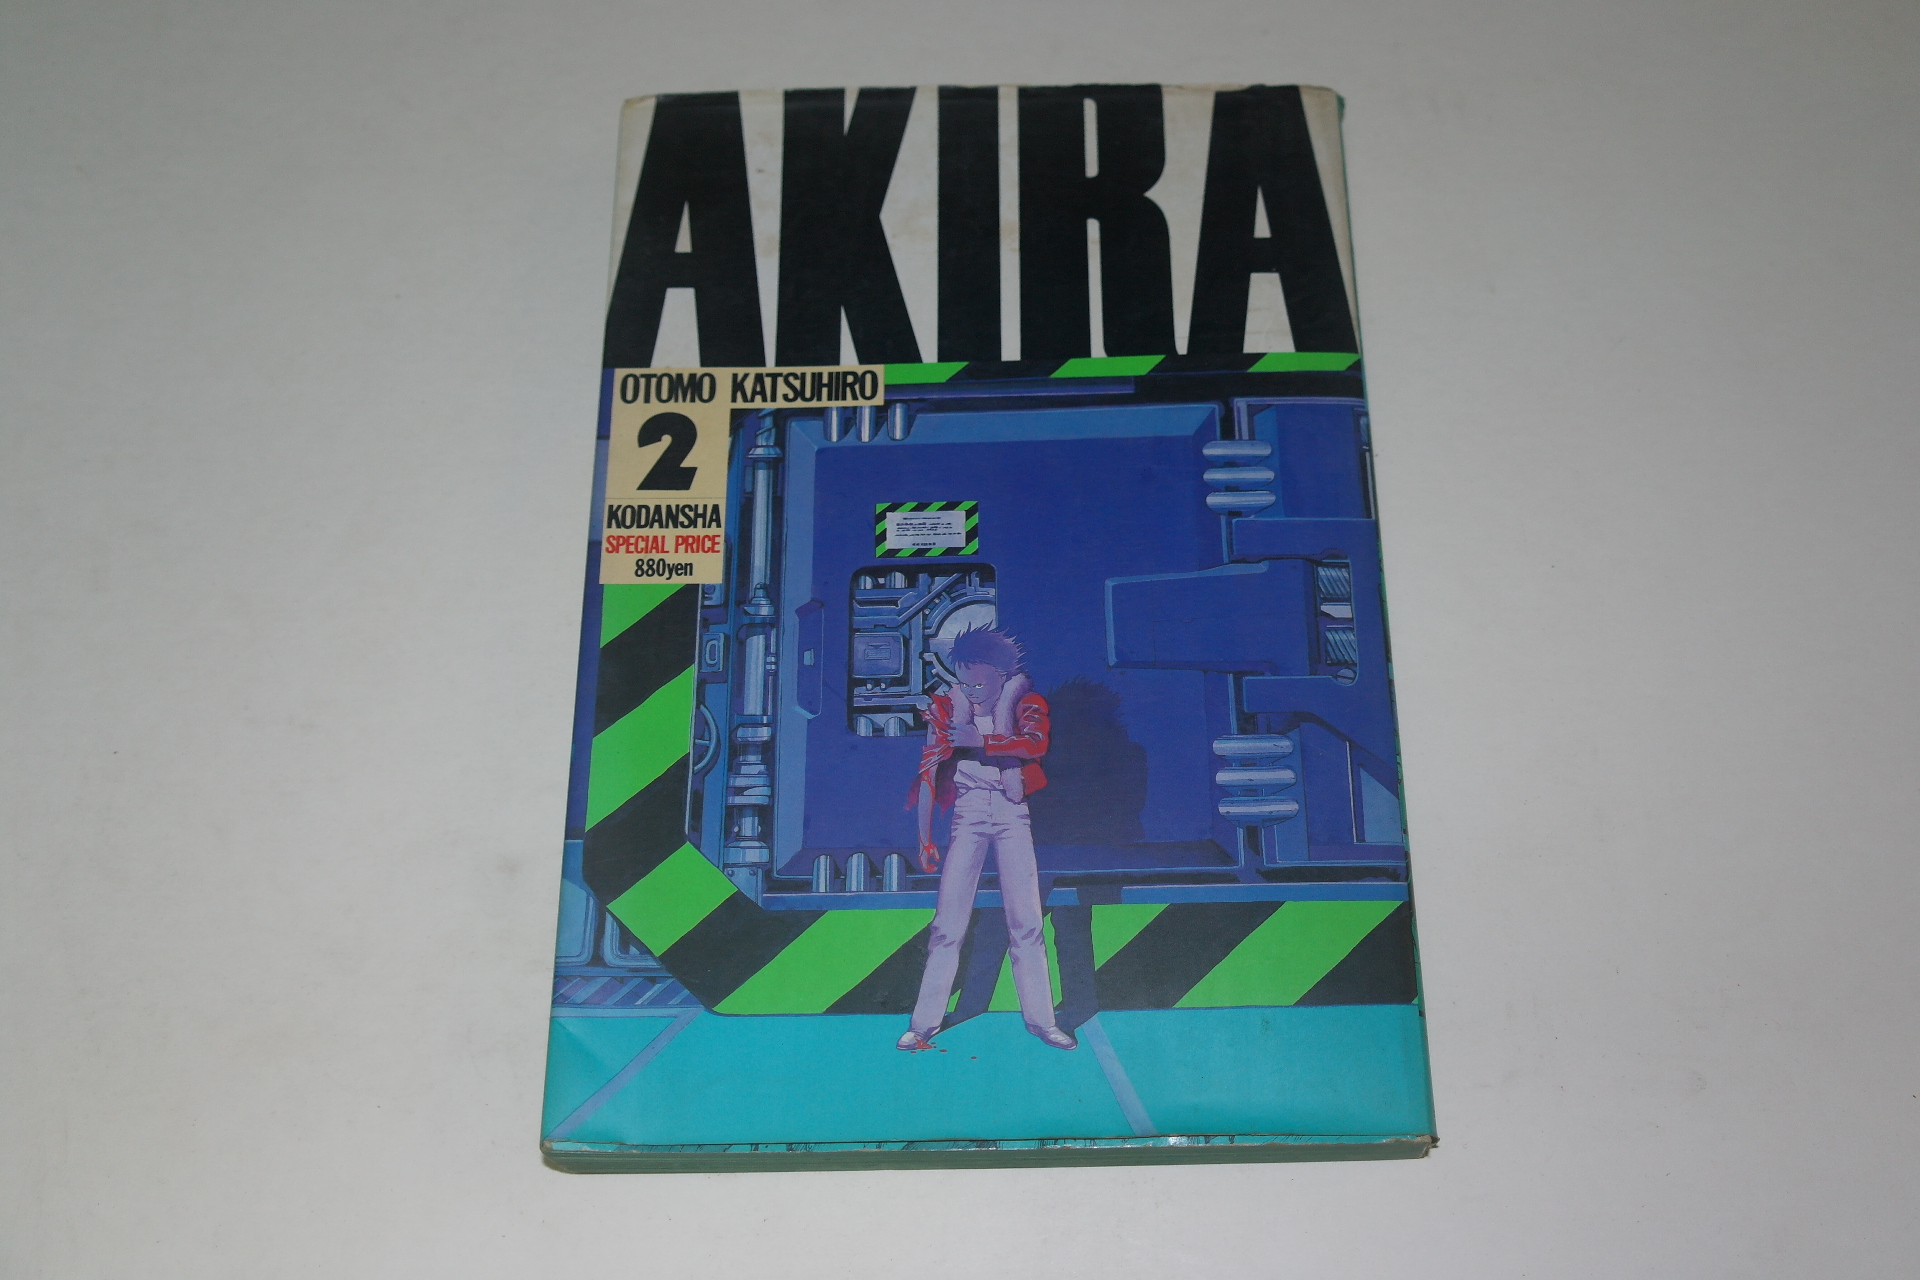 AKIRA
OTOMO KATSUHIRO
2
KODANSHA
SPECIAL PRICE
880yen